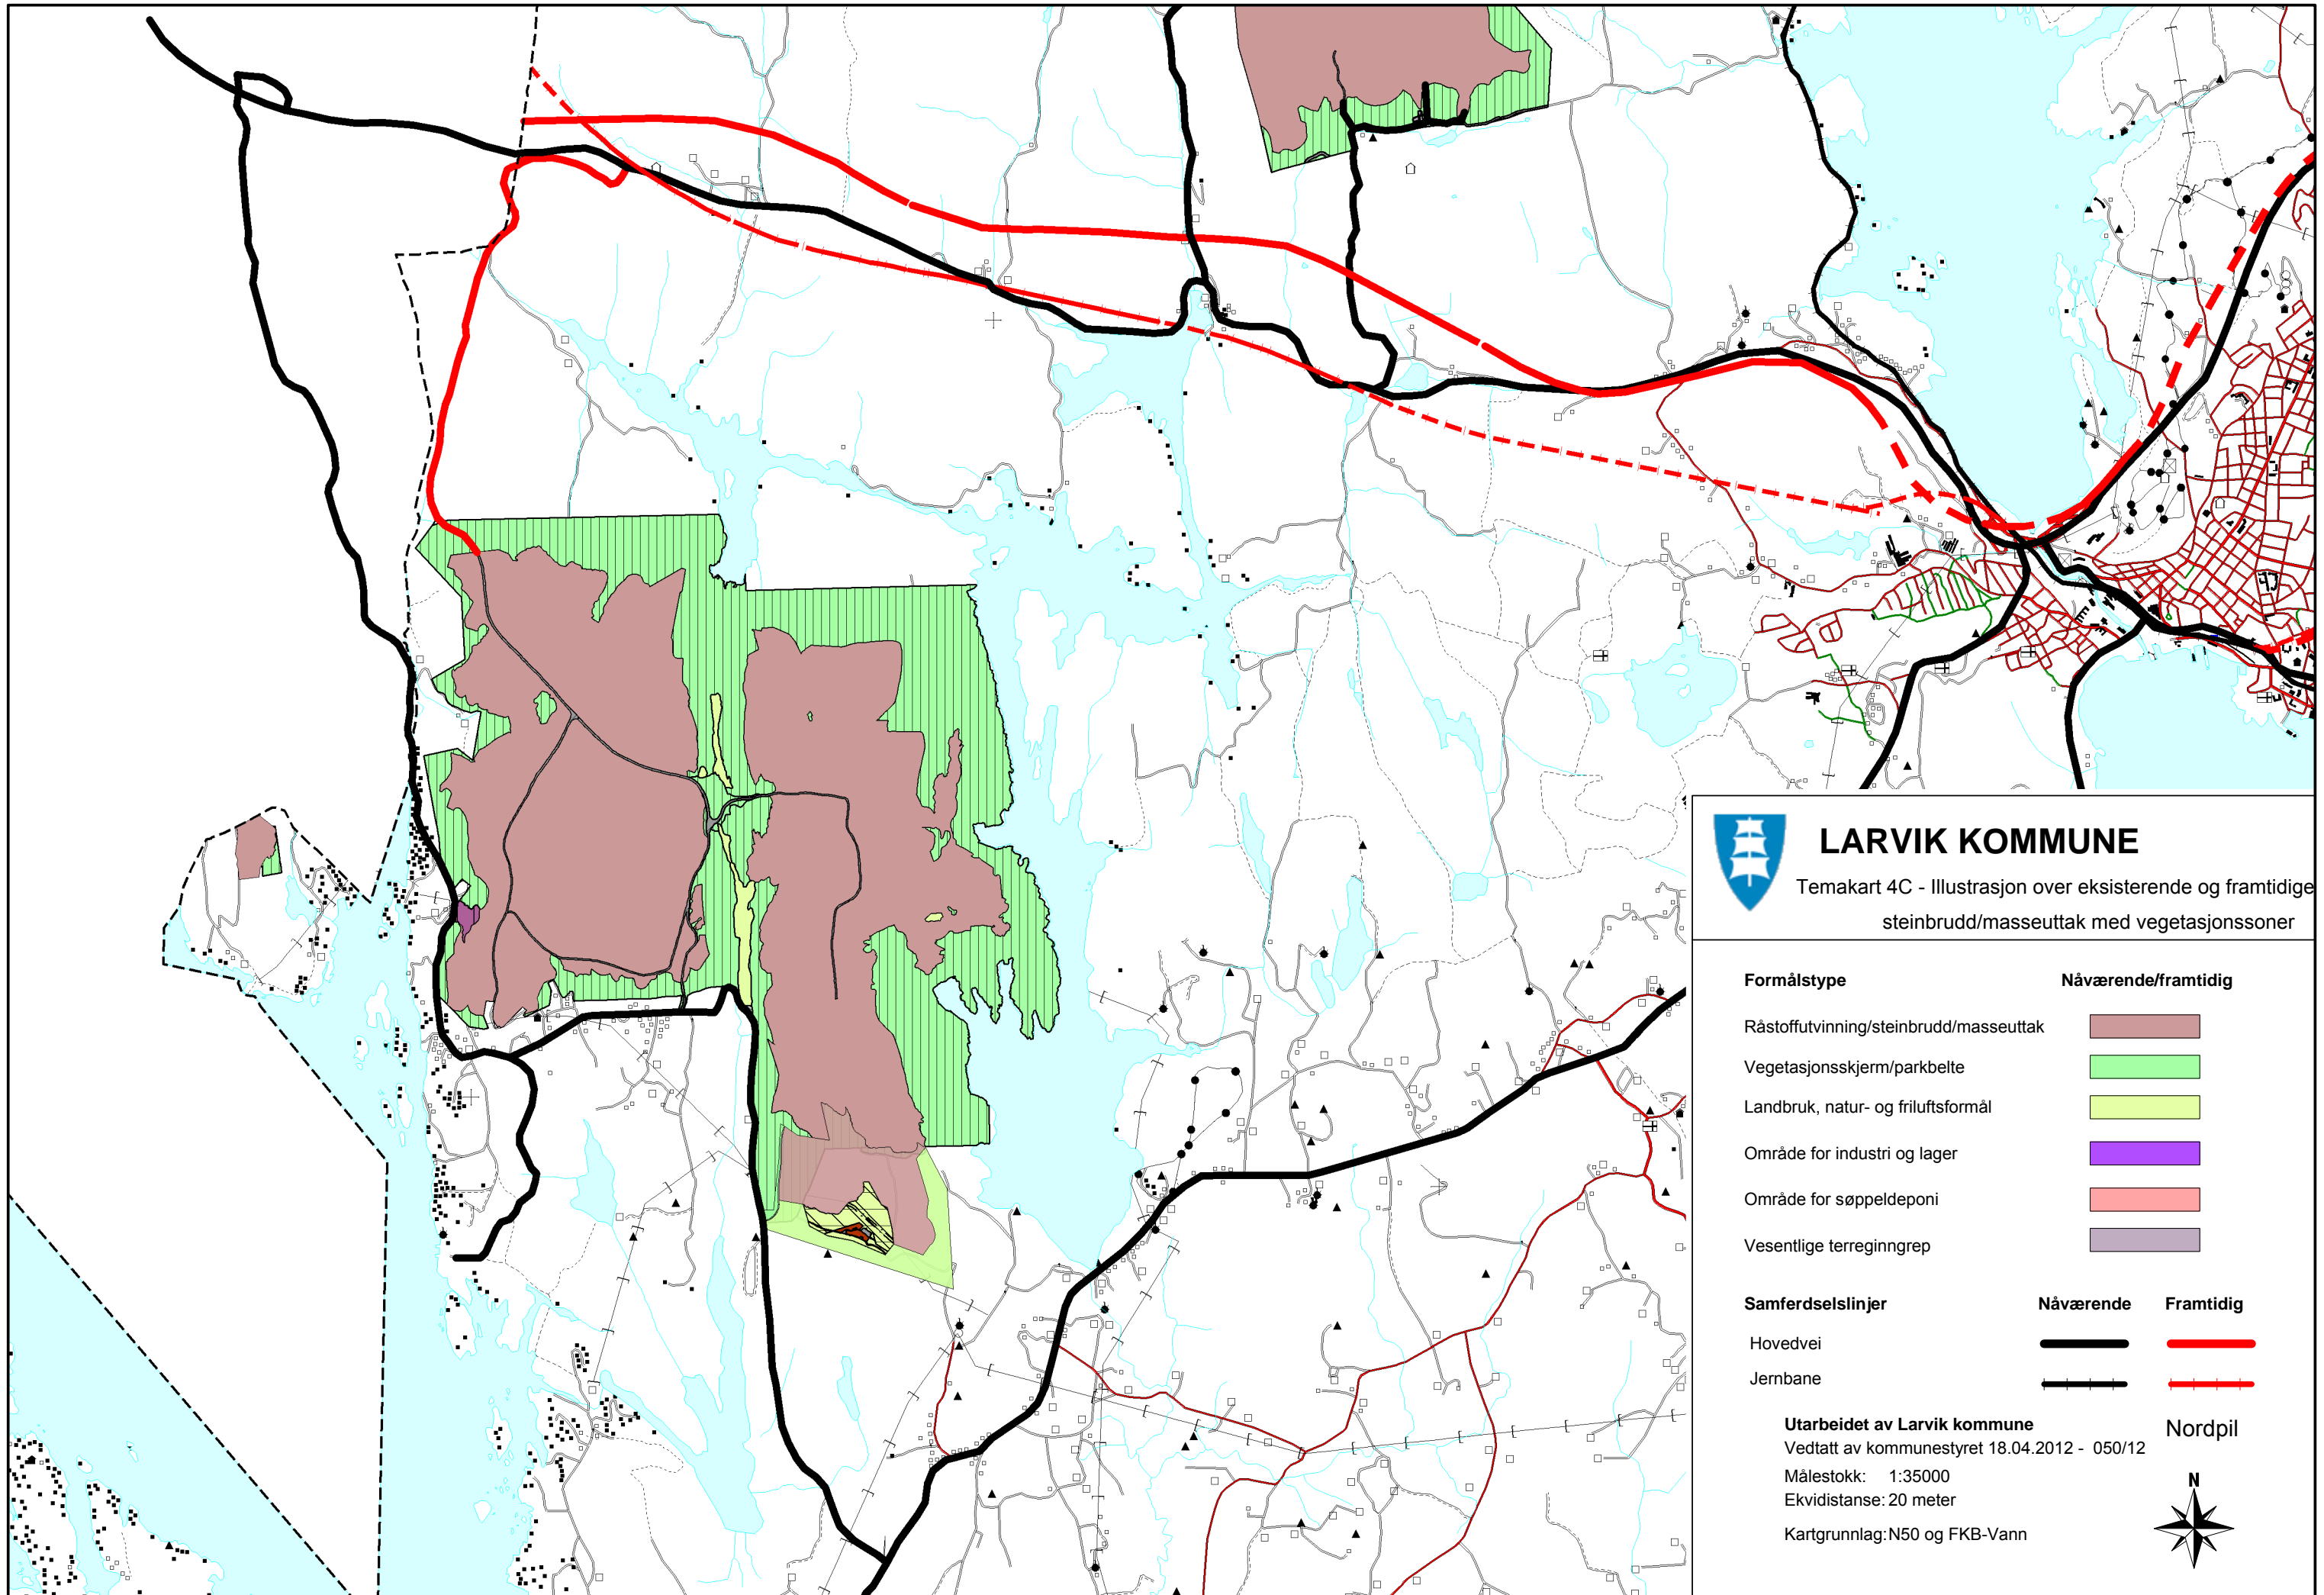 LARVIK KOMMUNE
Temakart 4C - Illustrasjon over eksisterende og framtidige
steinbrudd/masseuttak med vegetasjonssoner
Formålstype Nåværende/framtidig
Råstoffutvinning/steinbrudd/masseuttak
Vegetasjonsskjerm/parkbelte
Landbruk, natur- og friluftsformål
Område for industri og lager
Område for søppeldeponi
Vesentlige terreginngrep
Samferdselslinjer Nåværende Framtidig
Hovedvei
Jernbane
Utarbeidet av Larvik kommune
Nordpil
Vedtatt av kommunestyret 18.04.2012 - 050/12
Målestokk: 1:35000
Ekvidistanse: 20 meter
Kartgrunnlag: N50 og FKB-Vann
N